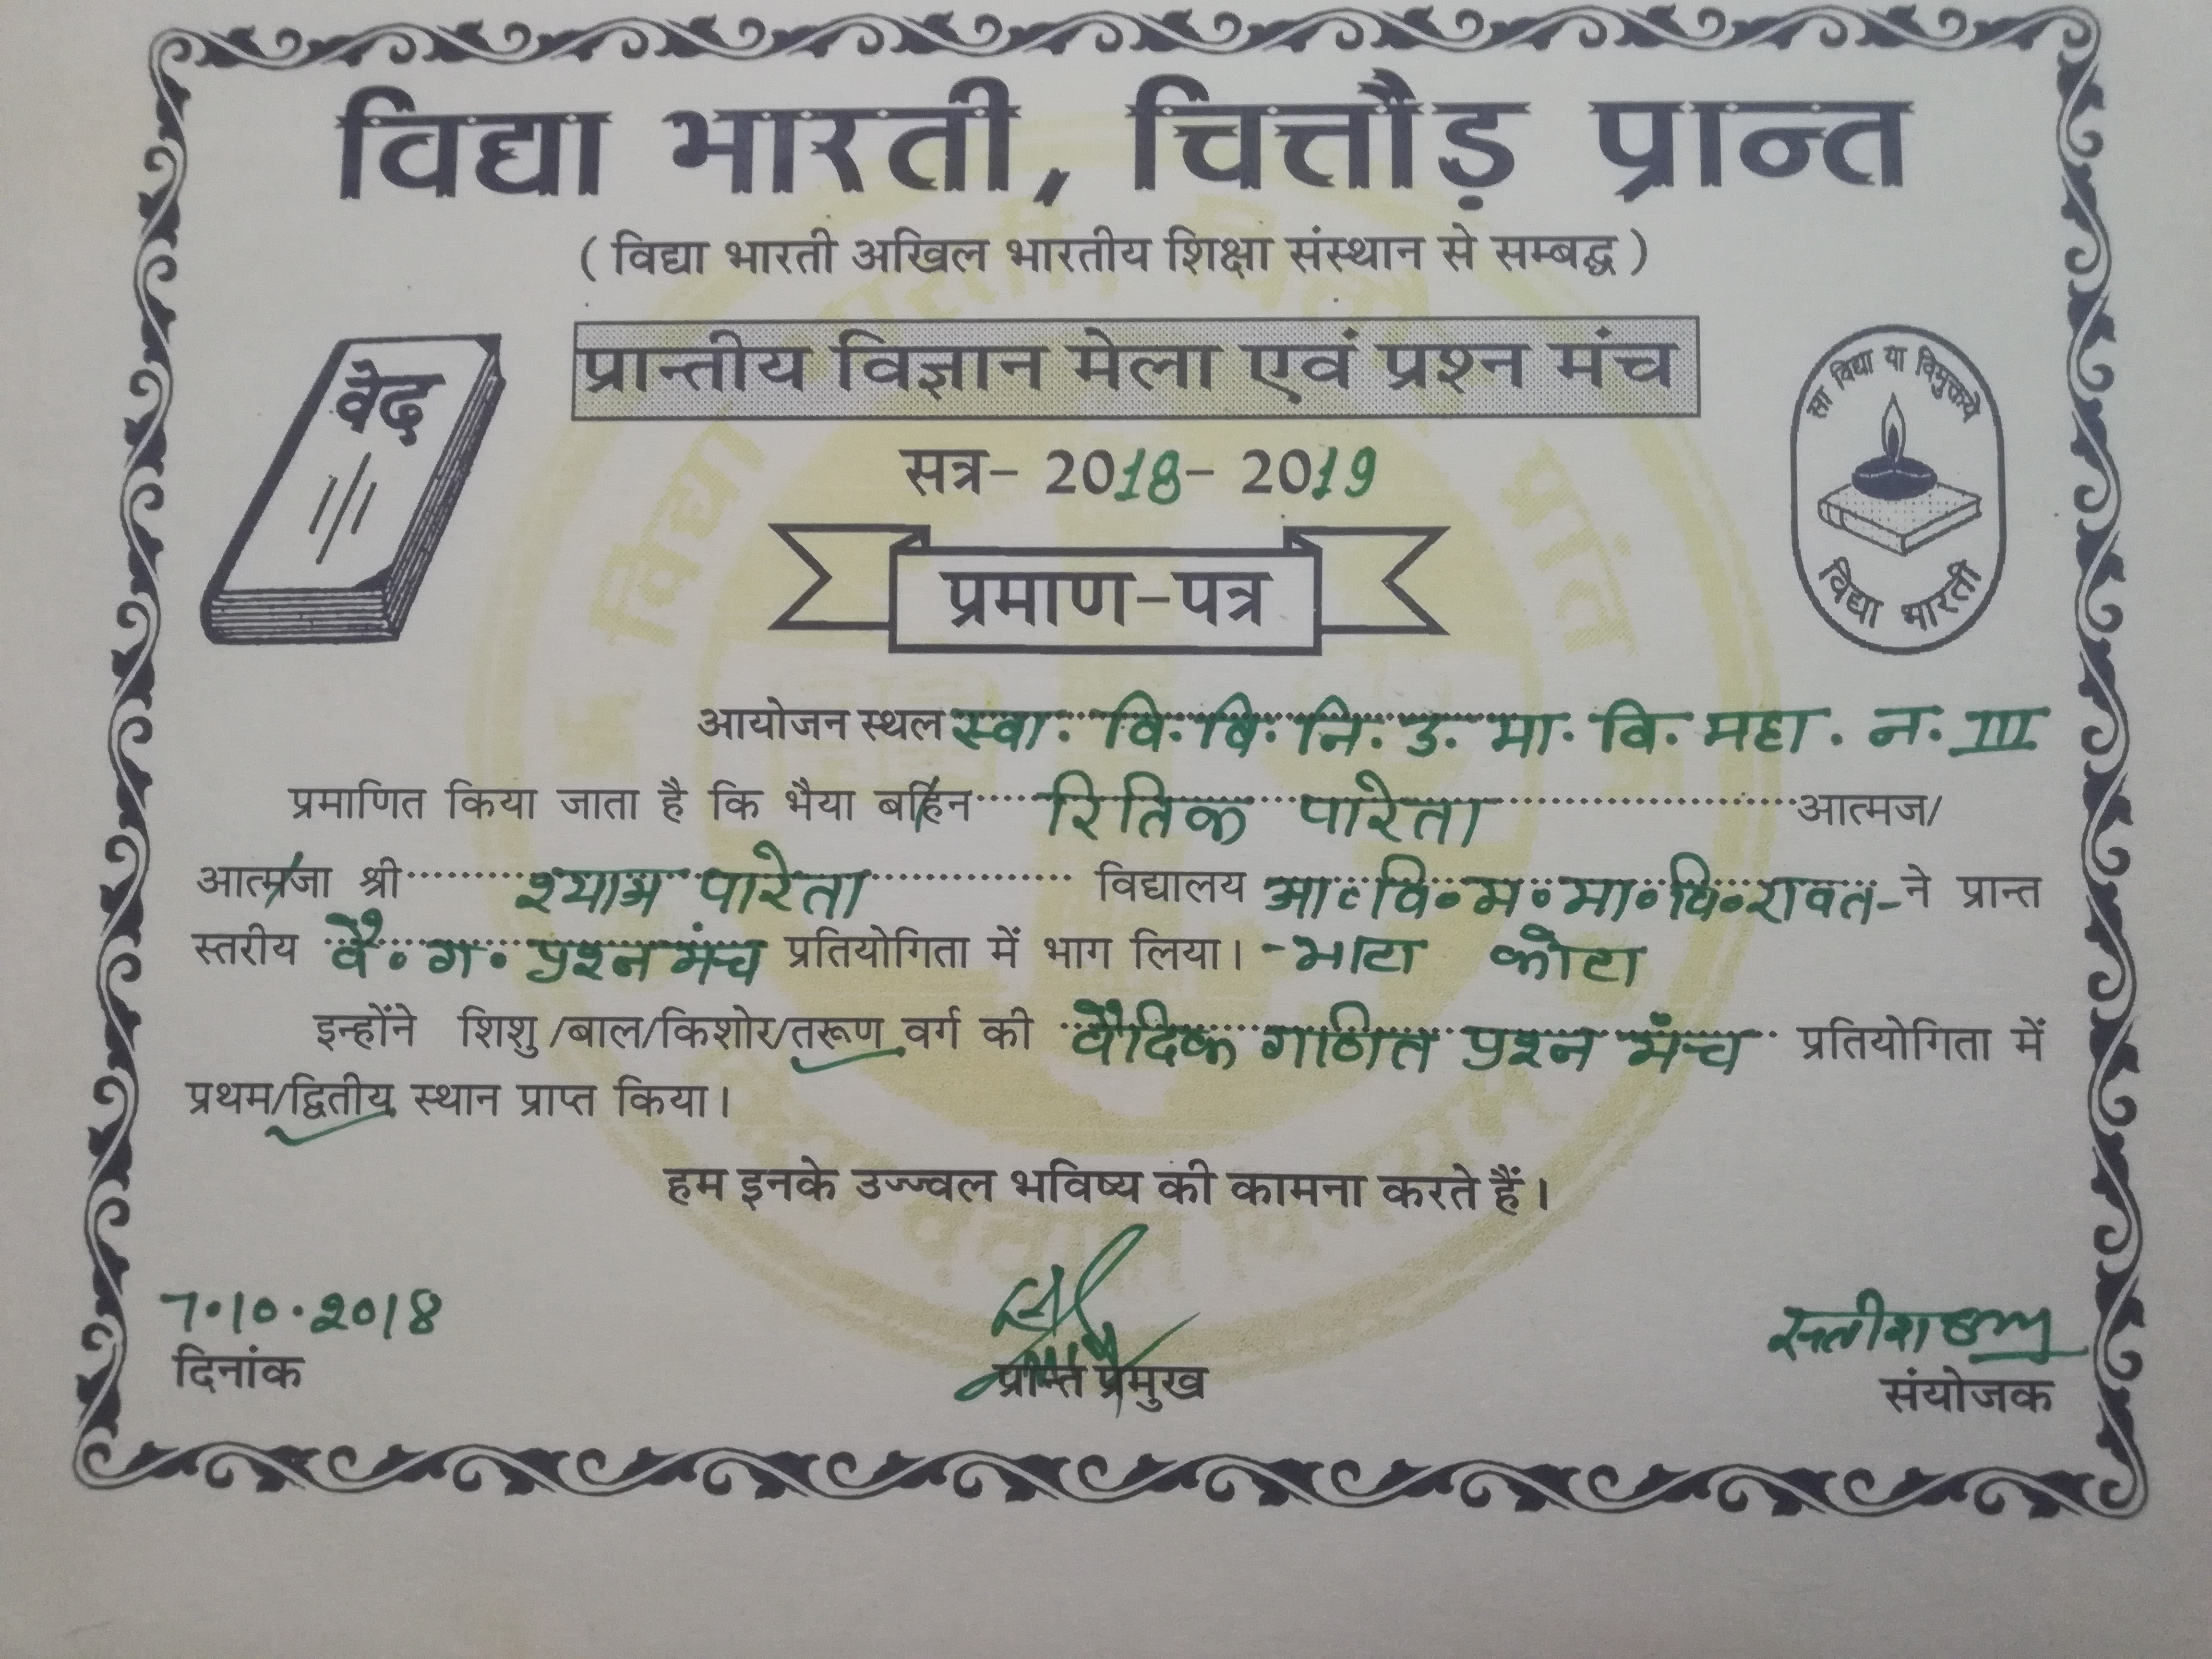 विद्या भारती, चित्तौड़ प्रान्त
( विद्या भारती अखिल भारतीय शिक्षा संस्थान से सम्बद्ध )
प्रान्तीय विज्ञान मेला एवं प्रश्न मंच
वेद
सा विद्या या विमुक्तये
विद्या भारती
सत्र- 2018- 2019
प्रमाण-पत्र
आयोजन स्थल स्वा. वि. वि. नि. उ. मा. वि. महा. न. III
प्रमाणित किया जाता है कि भैया बहिन रितिक पारेता आत्मज/
आत्मजा श्री श्याम पारेता विद्यालय आ॰वि॰म॰मा॰वि॰रावत- ने प्रान्त
स्तरीय वै॰ ग॰ प्रश्न मंच प्रतियोगिता में भाग लिया। -भाटा कोटा
इन्होंने शिशु /बाल/किशोर/तरूण वर्ग की वैदिक गणित प्रश्न मंच प्रतियोगिता में
प्रथम/द्वितीय स्थान प्राप्त किया।
हम इनके उज्ज्वल भविष्य की कामना करते हैं।
7.10.2018
दिनांक
प्रान्त प्रमुख
संयोजक